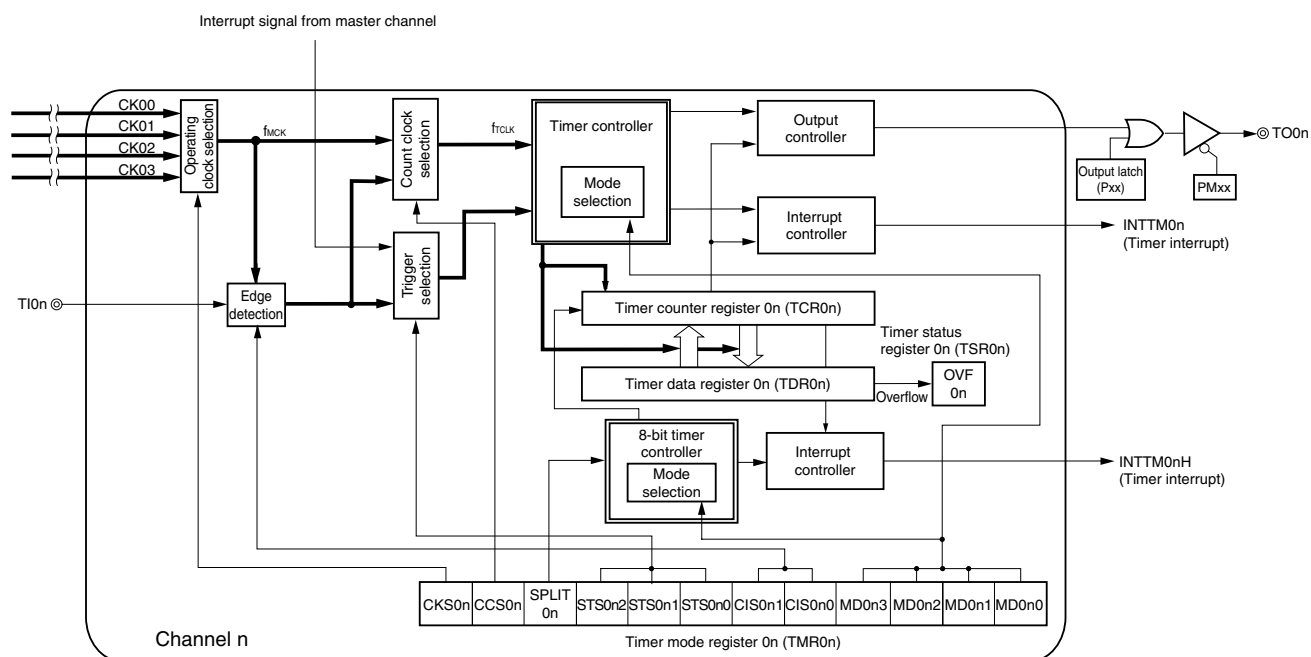 Interrupt signal from master channel
CK00
CK01
CK02
CK03
Operating
clock selection
fMCK
Count clock
selection
fTCLK
Timer controller
Mode
selection
Output
controller
TO0n
Output latch
(Pxx)
PMxx
Interrupt
controller
INTTM0n
(Timer interrupt)
Trigger
selection
TI0n
Edge
detection
Timer counter register 0n (TCR0n)
Timer status
register 0n (TSR0n)
Timer data register 0n (TDR0n)
Overflow
OVF
0n
8-bit timer
controller
Mode
selection
Interrupt
controller
INTTM0nH
(Timer interrupt)
CKS0n
CCS0n
SPLIT
0n
STS0n2
STS0n1
STS0n0
CIS0n1
CIS0n0
MD0n3
MD0n2
MD0n1
MD0n0
Channel n
Timer mode register 0n (TMR0n)